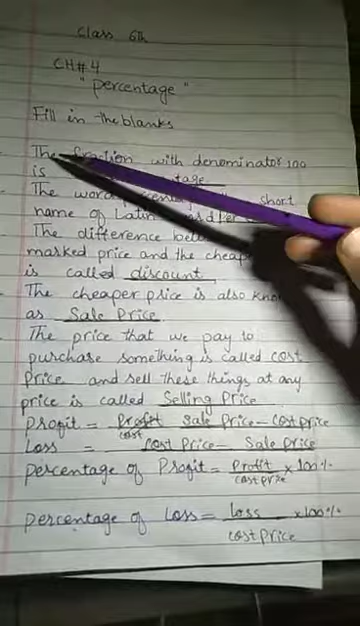 Class 6th
CH#4
"Percentage"
Fill in the blanks
The fraction with denominator 100
is
The word short
name of Latin
The difference
marked price and the cheap
is called discount
The cheaper price is also
as Sale Price
The price that we pay to
purchase something is called cost
Price and sell these things at any
price is called Selling Price
Profit = Profit Sale Price - cost price
cost
Loss = cost Price - Sale Price
percentage of Profit = Profit × 100%
cost price
percentage of Loss = Loss × 100%
cost price